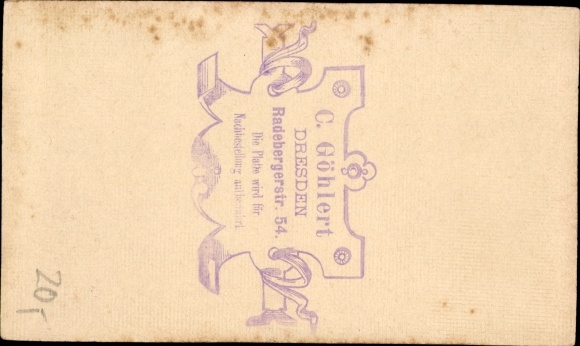 C. Göhlert
DRESDEN
Radebergerstr. 54.
Die Platte wird für
Nachbestellung aufbewahrt.
20,-